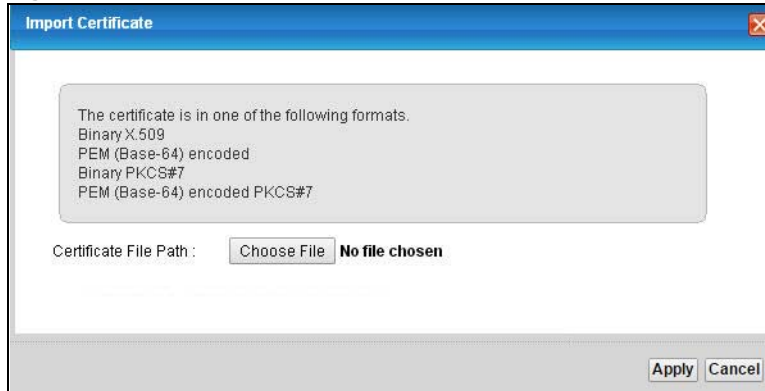 Import Certificate
The certificate is in one of the following formats.
Binary X.509
PEM (Base-64) encoded
Binary PKCS#7
PEM (Base-64) encoded PKCS#7
Certificate File Path : Choose File No file chosen
Apply Cancel